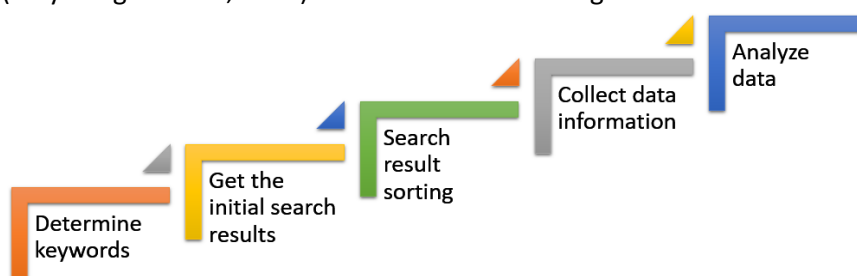 Determine
keywords
Get the
initial search
results
Search
result
sorting
Collect data
information
Analyze
data